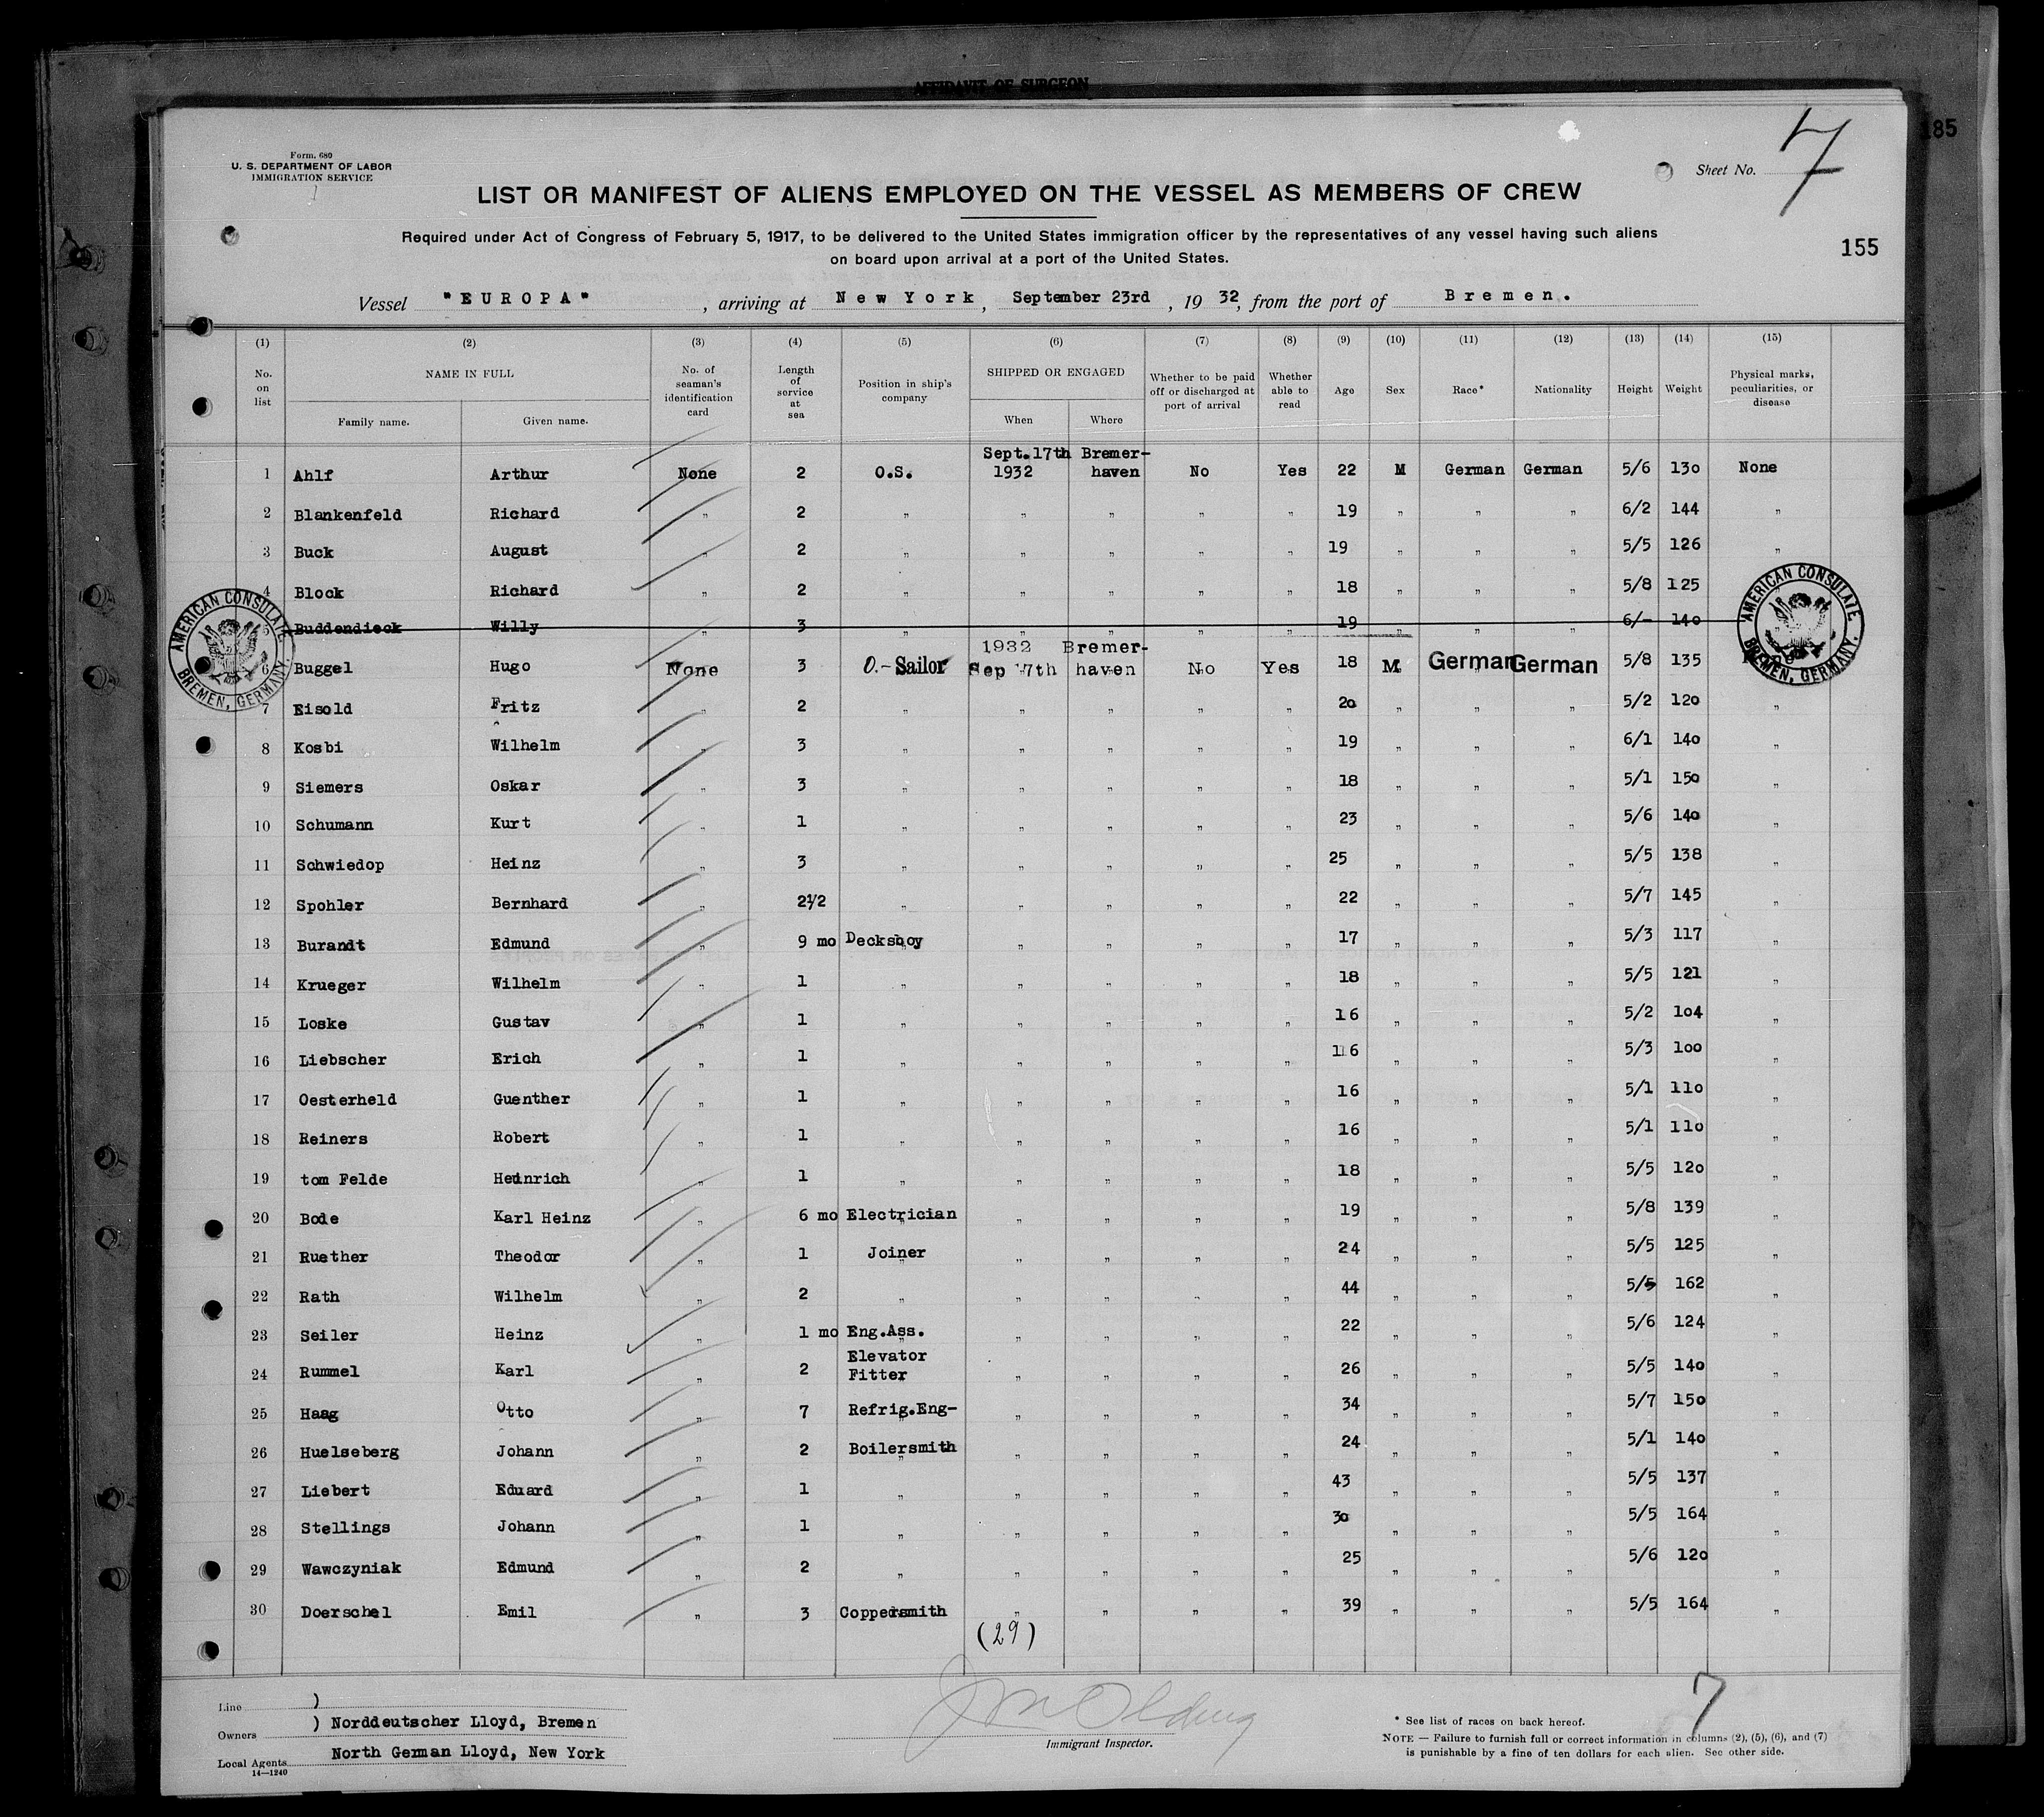 AFFIDAVIT OF SURGEON
185
Form. 680
U. S. DEPARTMENT OF LABOR
IMMIGRATION SERVICE
Sheet No. 7
LIST OR MANIFEST OF ALIENS EMPLOYED ON THE VESSEL AS MEMBERS OF CREW
Required under Act of Congress of February 5, 1917, to be delivered to the United States immigration officer by the representatives of any vessel having such aliens
on board upon arrival at a port of the United States.
155
Vessel "EUROPA", arriving at New York, September 23rd, 1932, from the port of Bremen.
(1) (2) (3) (4) (5) (6) (7) (8) (9) (10) (11) (12) (13) (14) (15)
No. on list
NAME IN FULL
Family name. Given name.
No. of seaman's identification card
Length of service at sea
Position in ship's company
SHIPPED OR ENGAGED
When Where
Whether to be paid off or discharged at port of arrival
Whether able to read
Age
Sex
Race*
Nationality
Height
Weight
Physical marks, peculiarities, or disease
1 Ahlf Arthur None 2 O.S. Sept.17th 1932 Bremer-haven No Yes 22 M German German 5/6 130 None
2 Blankenfeld Richard „ 2 „ „ „ „ „ 19 „ „ „ 6/2 144 „
3 Buck August „ 2 „ „ „ „ „ 19 „ „ „ 5/5 126 „
4 Block Richard „ 2 „ „ „ „ „ 18 „ „ „ 5/8 125
Buddendieck Willy „ 3 „ „ „ „ „ 19 „ „ „ 6/- 140
6 Buggel Hugo None 3 O.- Sailor 1932 Sep 17th Bremer-haven No Yes 18 M German German 5/8 135
7 Eisold Fritz „ 2 „ „ „ „ „ 20 „ „ „ 5/2 120 „
8 Kosbi Wilhelm „ 3 „ „ „ „ „ 19 „ „ „ 6/1 140 „
9 Siemers Oskar „ 3 „ „ „ „ „ 18 „ „ „ 5/1 150 „
10 Schumann Kurt „ 1 „ „ „ „ „ 23 „ „ „ 5/6 140 „
11 Schwiedop Heinz „ 3 „ „ „ „ „ 25 „ „ „ 5/5 138 „
12 Spohler Bernhard „ 2½ „ „ „ „ „ 22 „ „ „ 5/7 145 „
13 Burandt Edmund „ 9 mo Decksboy „ „ „ „ 17 „ „ „ 5/3 117 „
14 Krueger Wilhelm „ 1 „ „ „ „ „ 18 „ „ „ 5/5 121 „
15 Loske Gustav „ 1 „ „ „ „ „ 16 „ „ „ 5/2 104 „
16 Liebscher Erich „ 1 „ „ „ „ „ 16 „ „ „ 5/3 100 „
17 Oesterheld Guenther „ 1 „ „ „ „ „ 16 „ „ „ 5/1 110 „
18 Reiners Robert „ 1 „ „ „ „ „ 16 „ „ „ 5/1 110 „
19 tom Felde Heinrich „ 1 „ „ „ „ „ 18 „ „ „ 5/5 120 „
20 Bode Karl Heinz „ 6 mo Electrician „ „ „ „ 19 „ „ „ 5/8 139 „
21 Ruether Theodor „ 1 Joiner „ „ „ „ 24 „ „ „ 5/5 125 „
22 Rath Wilhelm „ 2 „ „ „ „ „ 44 „ „ „ 5/5 162 „
23 Seiler Heinz „ 1 mo Eng.Ass. „ „ „ „ 22 „ „ „ 5/6 124 „
24 Rummel Karl „ 2 Elevator Fitter „ „ „ „ 26 „ „ „ 5/5 140 „
25 Haag Otto „ 7 Refrig.Eng- „ „ „ „ 34 „ „ „ 5/7 150 „
26 Huelseberg Johann „ 2 Boilersmith „ „ „ „ 24 „ „ „ 5/1 140 „
27 Liebert Eduard „ 1 „ „ „ „ „ 43 „ „ „ 5/5 137 „
28 Stellings Johann „ 1 „ „ „ „ „ 30 „ „ „ 5/5 164 „
29 Wawczyniak Edmund „ 2 „ „ „ „ „ 25 „ „ „ 5/6 120 „
30 Doerschel Emil „ 3 Coppersmith „ „ „ „ 39 „ „ „ 5/5 164 „
AMERICAN CONSULATE BREMEN, GERMANY.
AMERICAN CONSULATE BREMEN, GERMANY.
(29)
7
Line )
Owners ) Norddeutscher Lloyd, Bremen
Local Agents North German Lloyd, New York
14—1240
Immigrant Inspector.
* See list of races on back hereof.
NOTE — Failure to furnish full or correct information in columns (2), (5), (6), and (7)
is punishable by a fine of ten dollars for each alien. See other side.